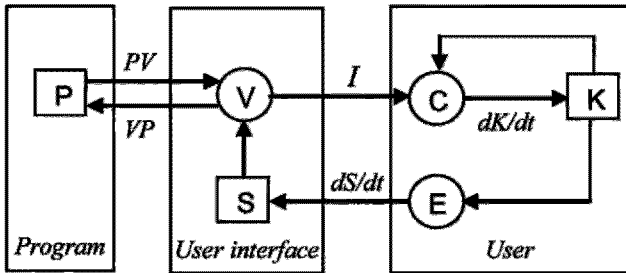 PV
I
P
V
C
K
VP
dK/dt
dS/dt
S
E
Program
User interface
User